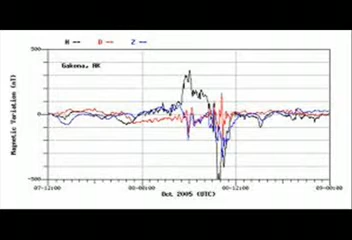 H -- D -- Z --
500
Gakona, AK
Magnetic Variation (nT)
0
-500
07-12:00 08-00:00 08-12:00 09-00:00
Oct 2005 (UTC)